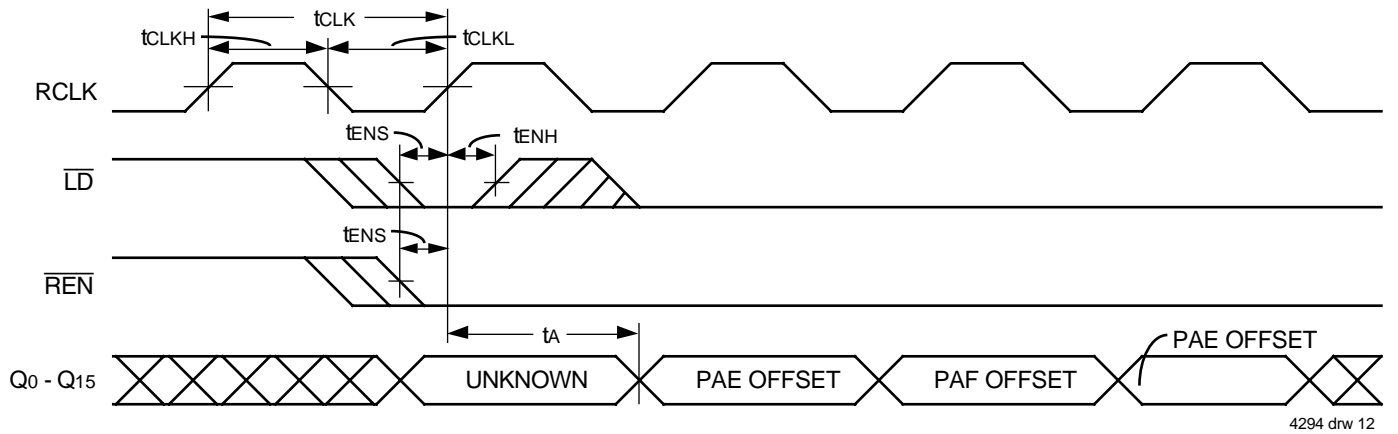 tCLK
tCLKH
tCLKL
RCLK
tENS
tENH
LD
tENS
REN
tA
PAE OFFSET
Q0 - Q15
UNKNOWN
PAE OFFSET
PAF OFFSET
4294 drw 12